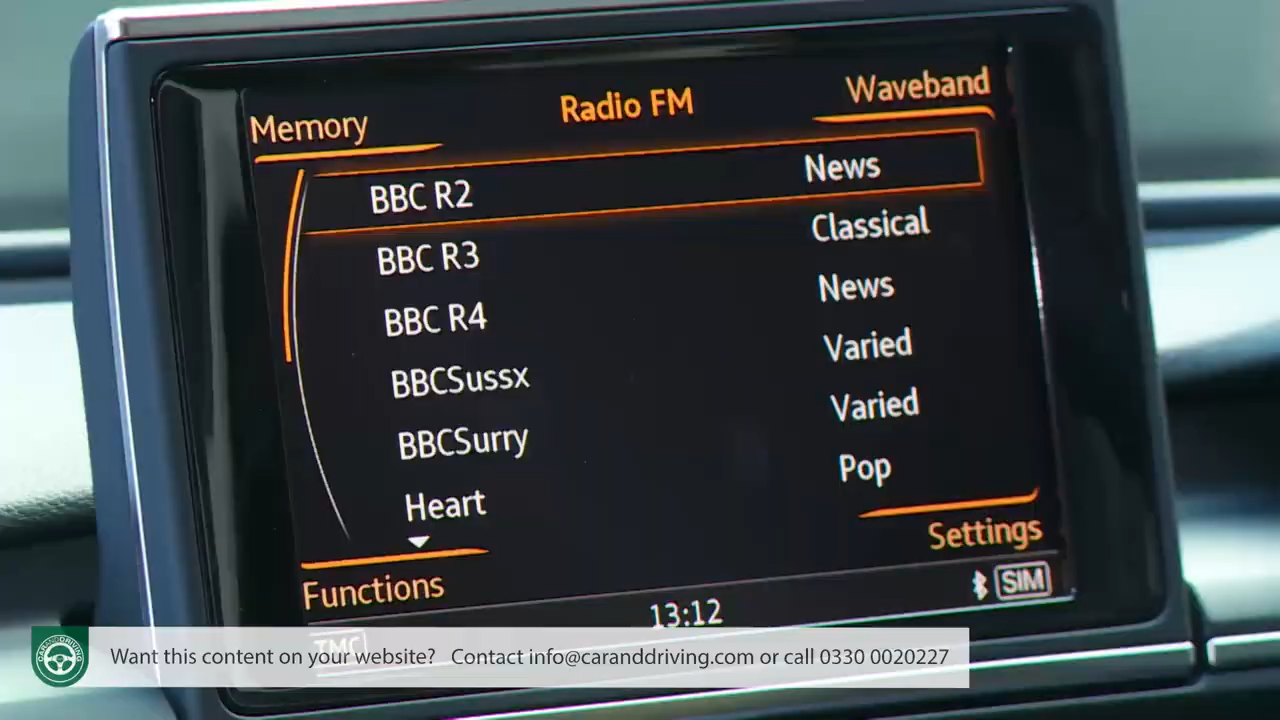 Memory
Radio FM
Waveband
BBC R2 News
BBC R3 Classical
BBC R4 News
BBCSussx Varied
BBCSurry Varied
Heart Pop
Functions
Settings
13:12
SIM
TMC
CARANDDRIVING
Want this content on your website? Contact info@caranddriving.com or call 0330 0020227